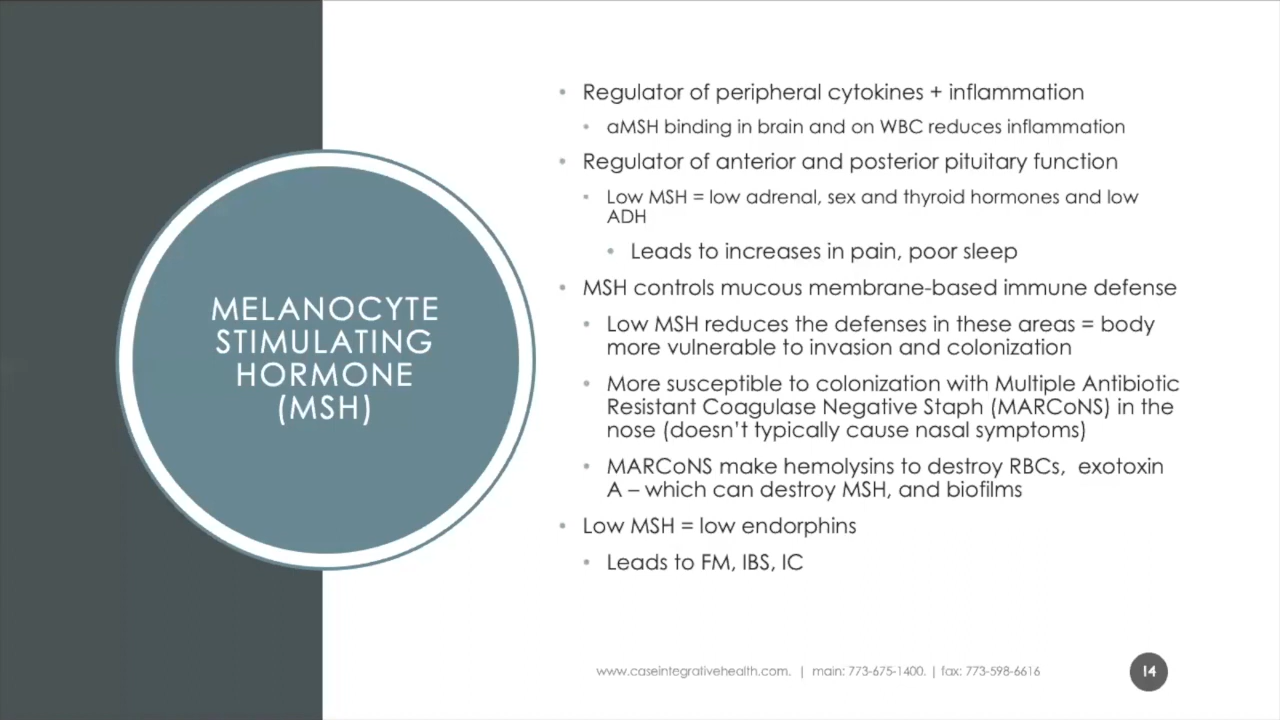 MELANOCYTE
STIMULATING
HORMONE
(MSH)
• Regulator of peripheral cytokines + inflammation
• aMSH binding in brain and on WBC reduces inflammation
• Regulator of anterior and posterior pituitary function
• Low MSH = low adrenal, sex and thyroid hormones and low
ADH
• Leads to increases in pain, poor sleep
• MSH controls mucous membrane-based immune defense
• Low MSH reduces the defenses in these areas = body
more vulnerable to invasion and colonization
• More susceptible to colonization with Multiple Antibiotic
Resistant Coagulase Negative Staph (MARCoNS) in the
nose (doesn't typically cause nasal symptoms)
• MARCoNS make hemolysins to destroy RBCs,  exotoxin
A – which can destroy MSH, and biofilms
• Low MSH = low endorphins
• Leads to FM, IBS, IC
www.caseintegrativehealth.com. | main: 773-675-1400. | fax: 773-598-6616
14